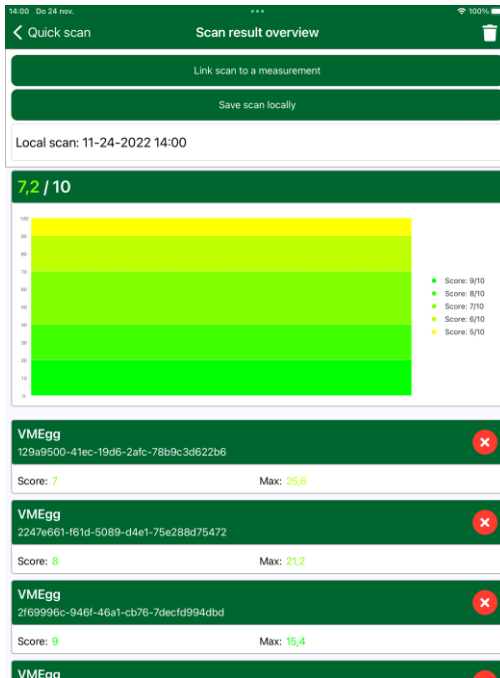 14:00 Do 24 nov.
100%
Quick scan
Scan result overview
Link scan to a measurement
Save scan locally
Local scan: 11-24-2022 14:00
7,2 / 10
100
90
80
70
60
50
40
30
20
10
0
Score: 9/10
Score: 8/10
Score: 7/10
Score: 6/10
Score: 5/10
VMEgg
129a9500-41ec-19d6-2afc-78b9c3d622b6
Score: 7 Max: 25,6
VMEgg
2247e661-f61d-5089-d4e1-75e288d75472
Score: 8 Max: 21,2
VMEgg
2f69996c-946f-46a1-cb76-7decfd994dbd
Score: 9 Max: 15,4
VMEgg